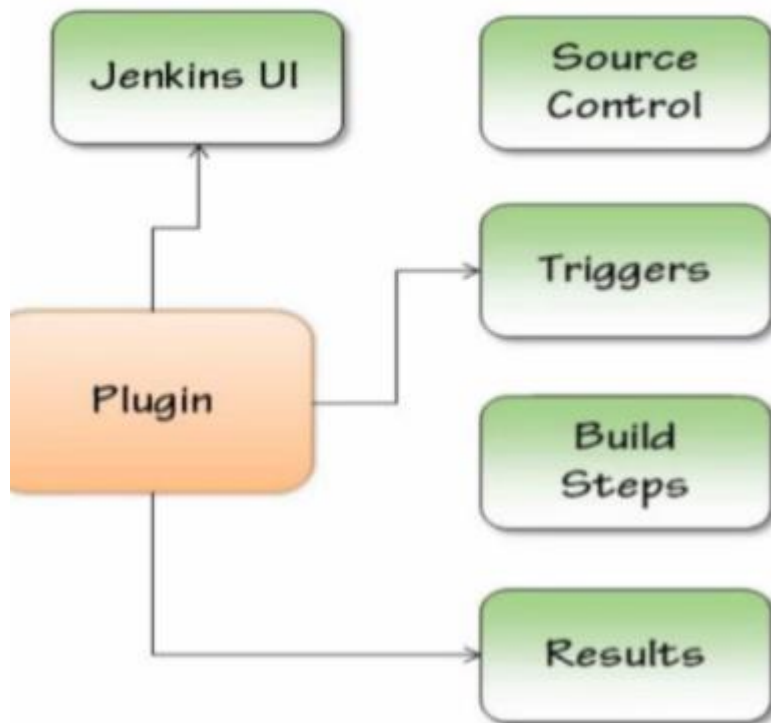 Jenkins UI
Source
Control
Triggers
Plugin
Build
Steps
Results